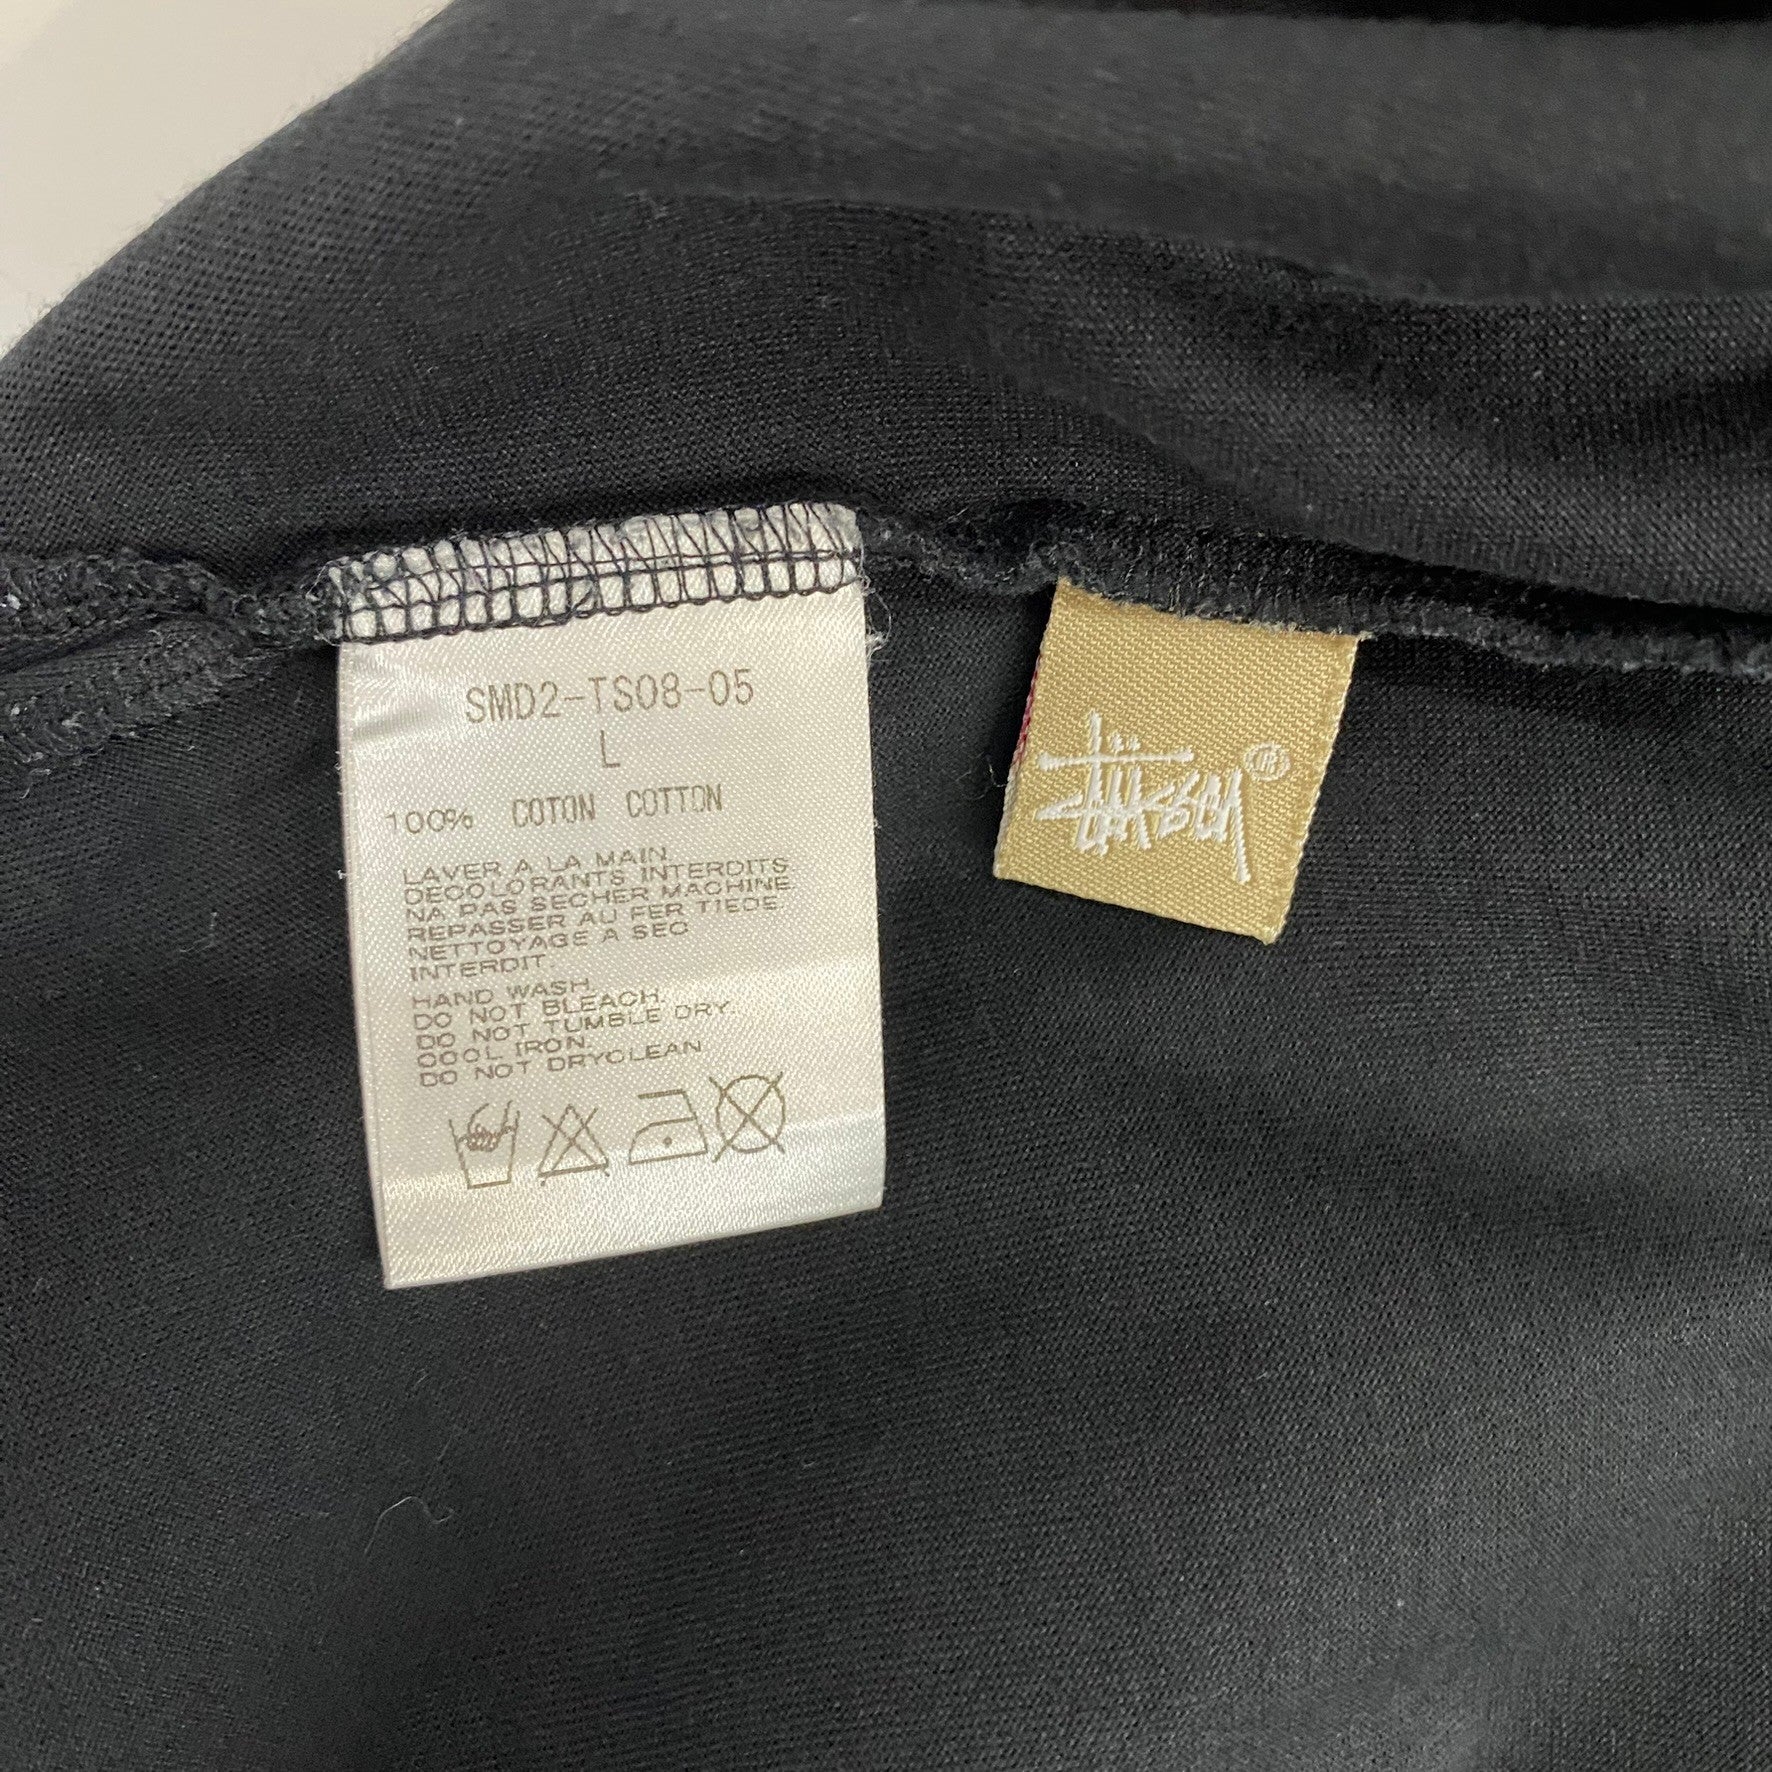 SMD2-TS08-05
L
100% COTON COTTON
LAVER A LA MAIN.
DECOLORANTS INTERDITS
NA PAS SECHER MACHINE
REPASSER AU FER TIEDE
NETTOYAGE A SEC
INTERDIT.
HAND WASH.
DO NOT BLEACH.
DO NOT TUMBLE DRY.
COOL IRON.
DO NOT DRYCLEAN
Stüssy ®